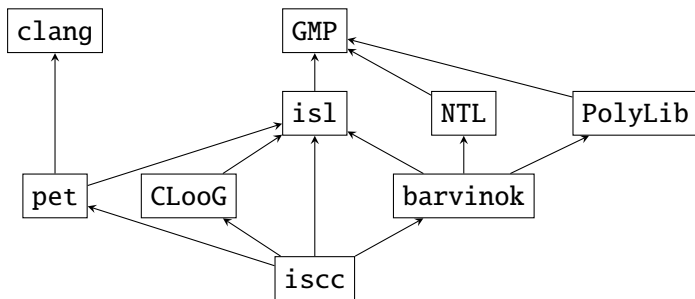 clang
GMP
isl
NTL
PolyLib
pet
CLooG
barvinok
iscc